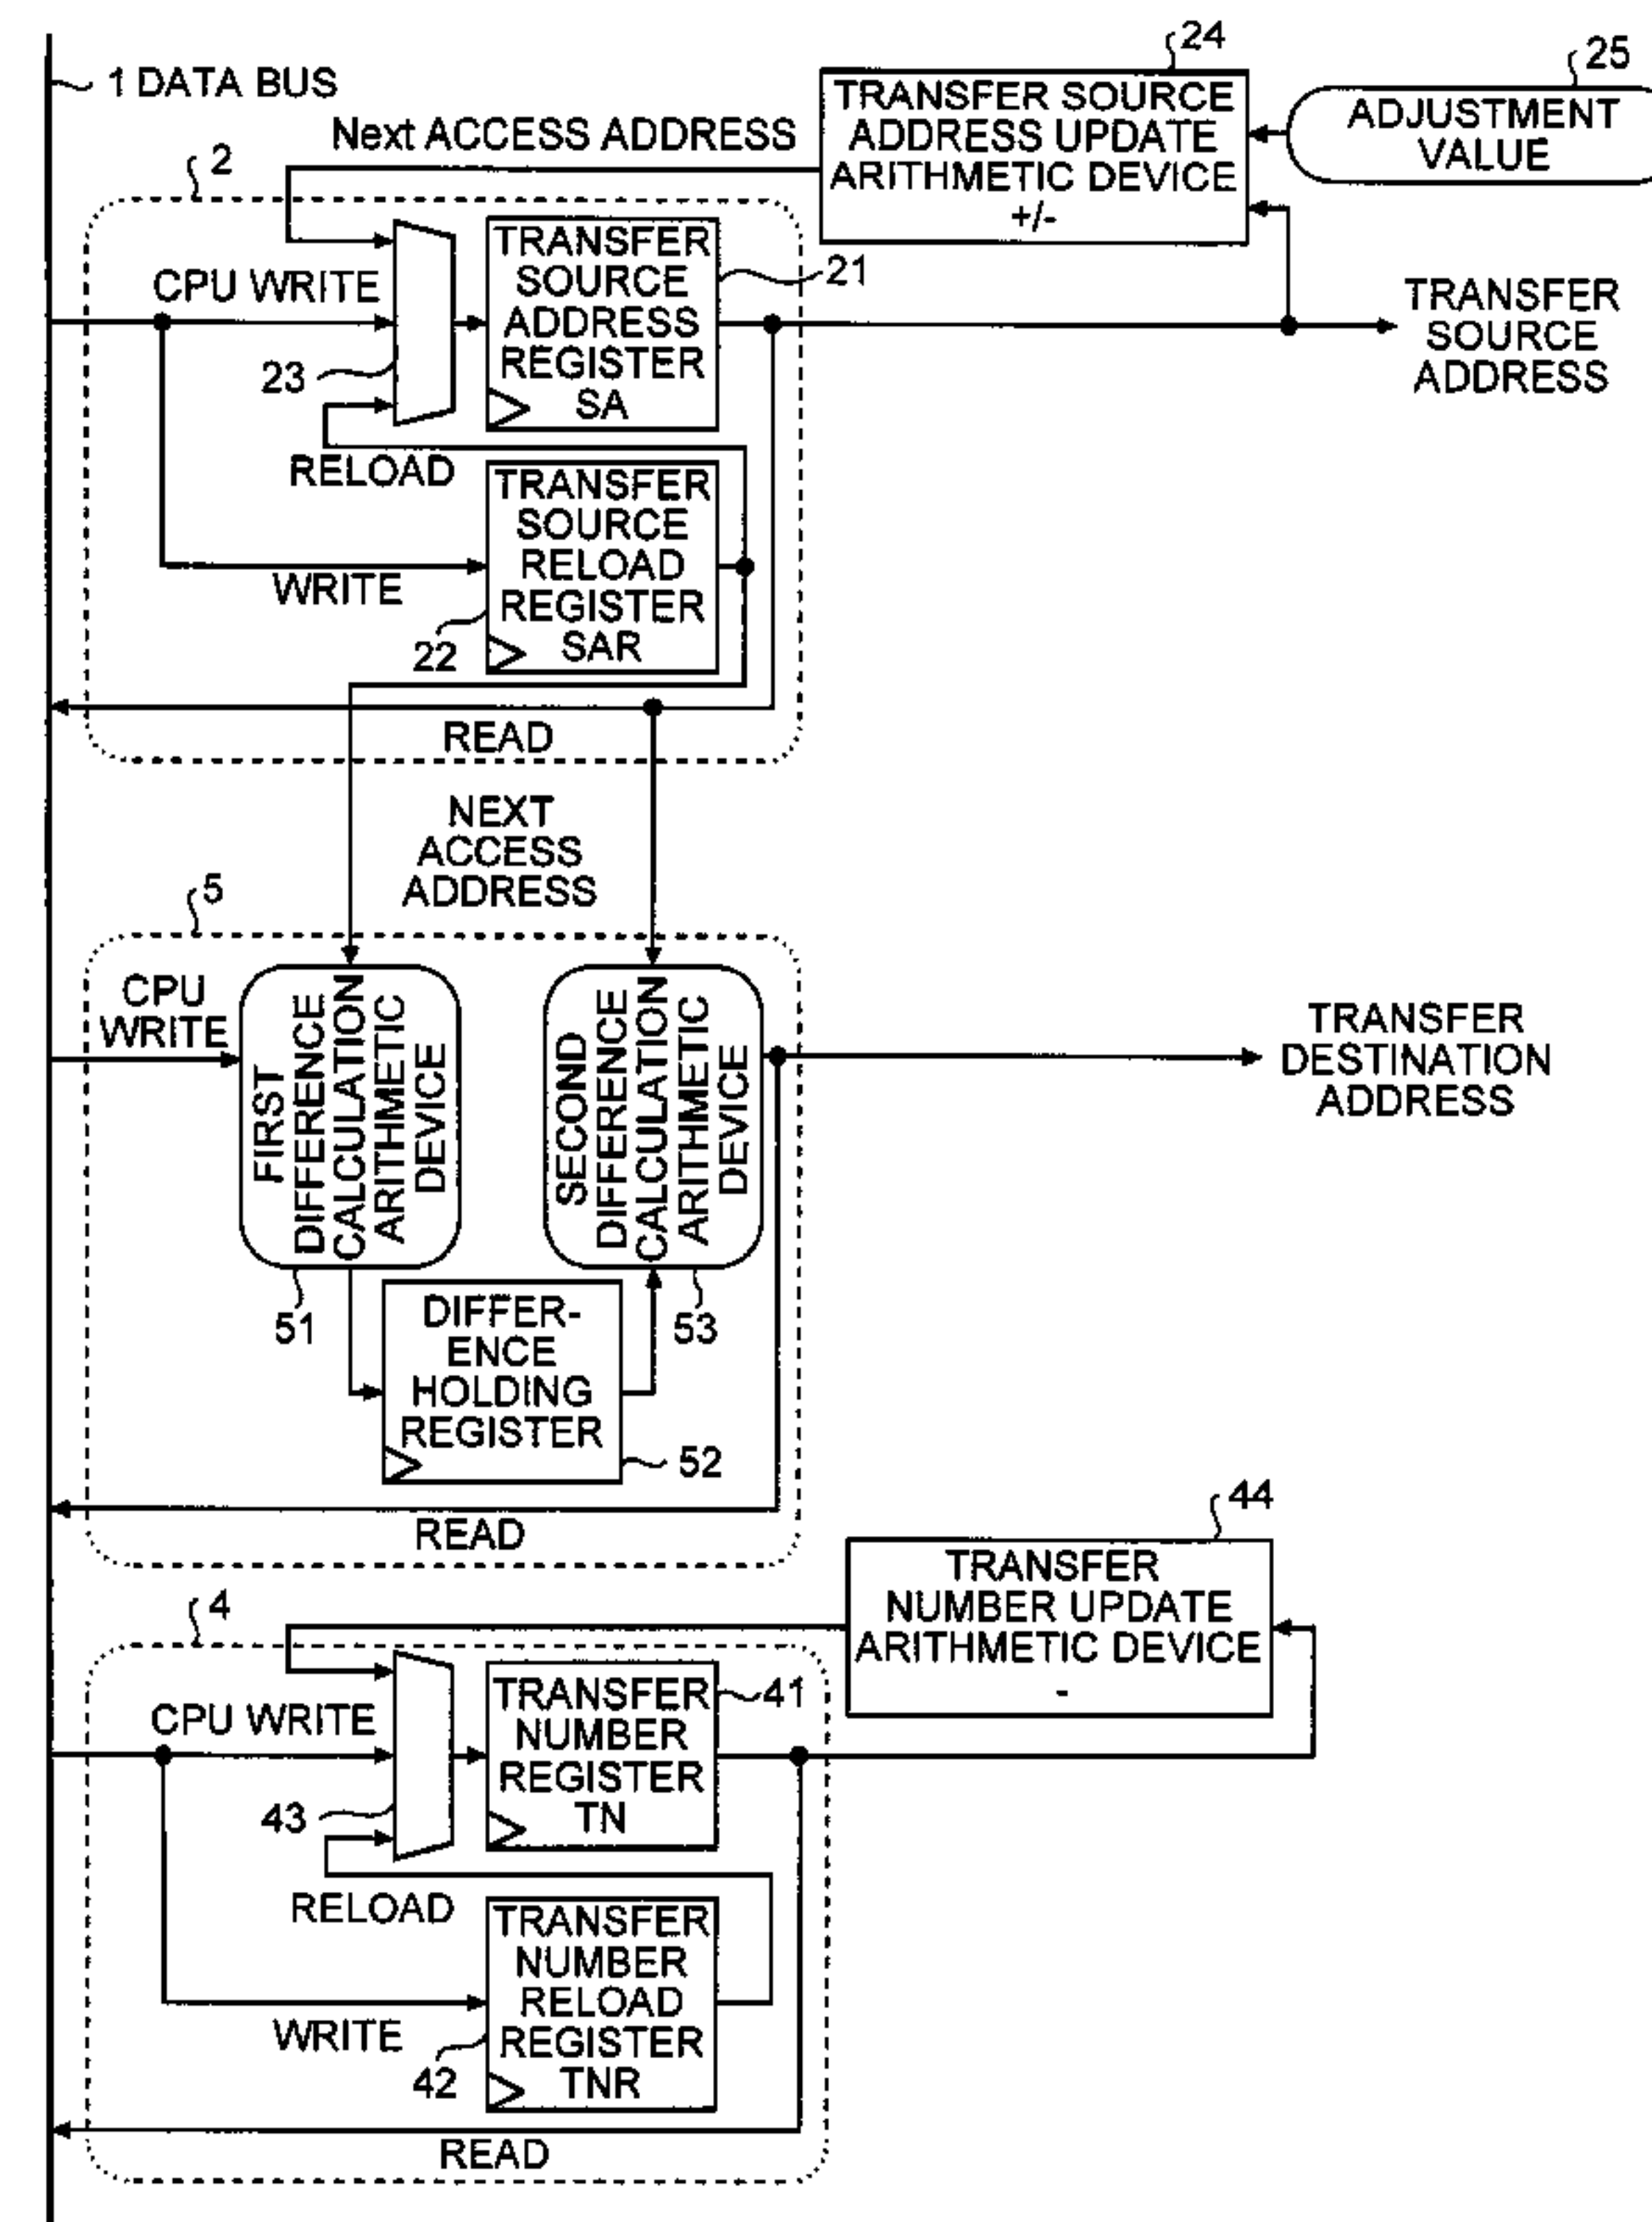 24
25
1 DATA BUS
TRANSFER SOURCE
ADDRESS UPDATE
ARITHMETIC DEVICE
+/-
ADJUSTMENT
VALUE
Next ACCESS ADDRESS
2
TRANSFER
SOURCE
ADDRESS
REGISTER
SA
21
CPU WRITE
23
TRANSFER
SOURCE
ADDRESS
RELOAD
TRANSFER
SOURCE
RELOAD
REGISTER
SAR
WRITE
22
READ
NEXT
ACCESS
ADDRESS
5
CPU
WRITE
FIRST
DIFFERENCE
CALCULATION
ARITHMETIC
DEVICE
SECOND
DIFFERENCE
CALCULATION
ARITHMETIC
DEVICE
TRANSFER
DESTINATION
ADDRESS
51
53
DIFFER-
ENCE
HOLDING
REGISTER
52
READ
44
TRANSFER
NUMBER UPDATE
ARITHMETIC DEVICE
-
4
CPU WRITE
TRANSFER
NUMBER
REGISTER
TN
41
43
RELOAD
TRANSFER
NUMBER
RELOAD
REGISTER
TNR
WRITE
42
READ